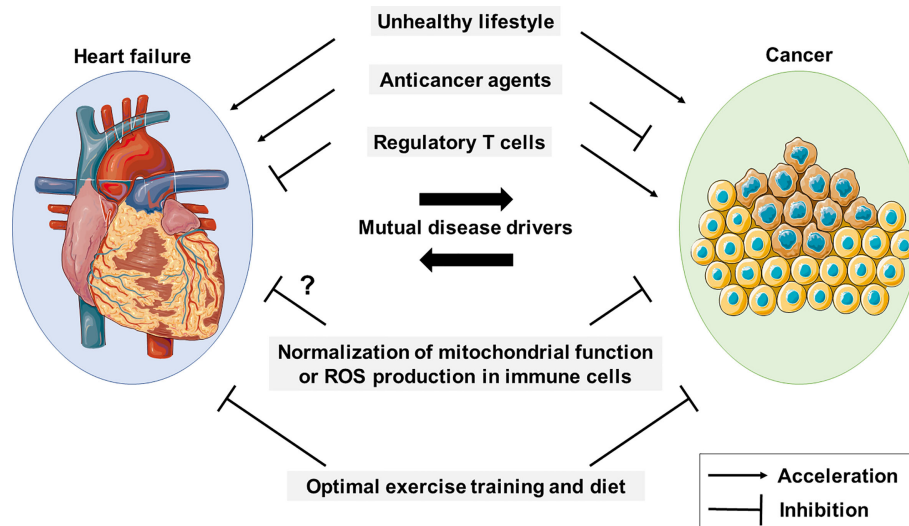 Unhealthy lifestyle
Heart failure
Cancer
Anticancer agents
Regulatory T cells
Mutual disease drivers
?
Normalization of mitochondrial function
or ROS production in immune cells
Optimal exercise training and diet
Acceleration
Inhibition